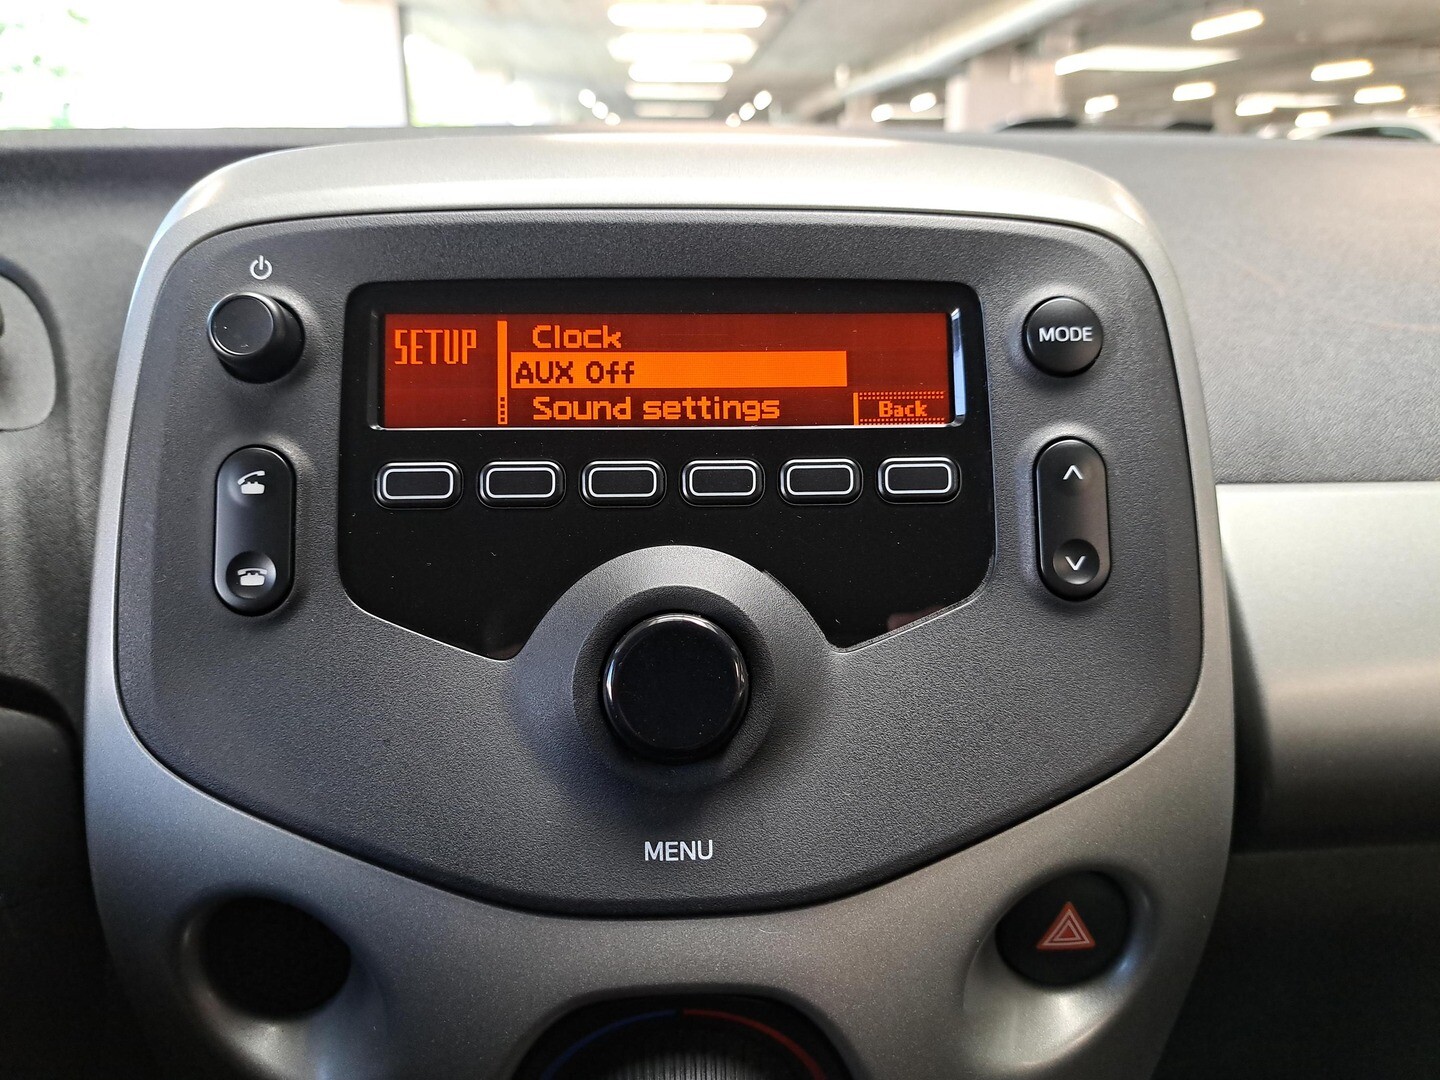 SETUP
Clock
AUX Off
Sound settings
Back
MODE
MENU